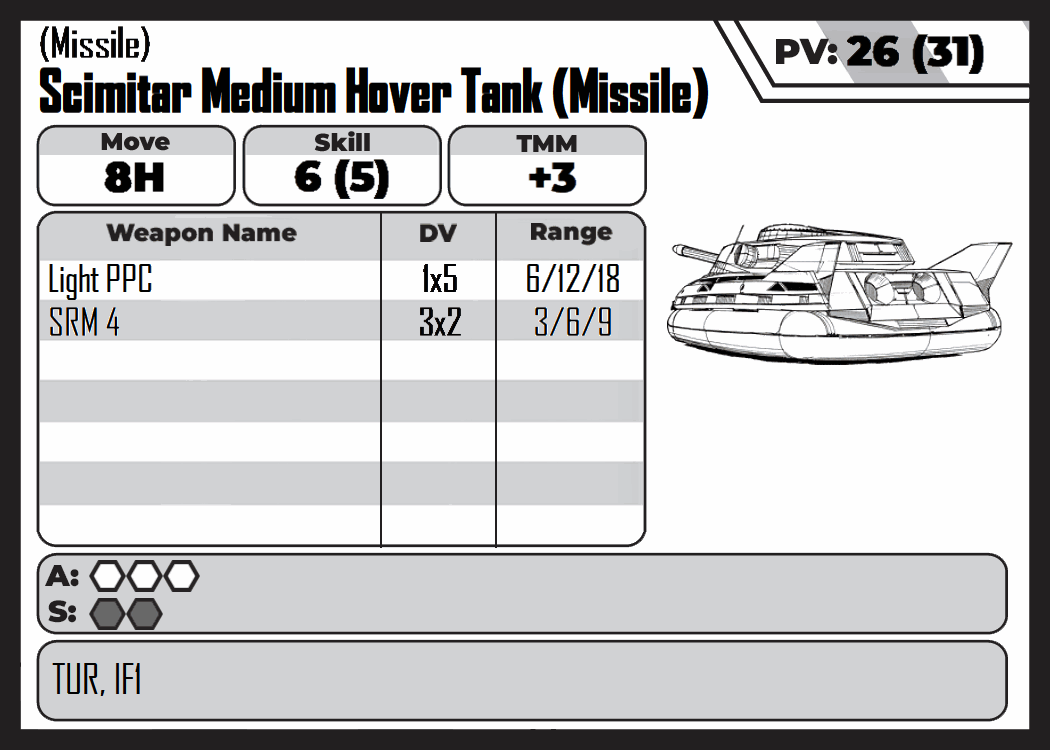 (Missile)
Scimitar Medium Hover Tank (Missile)
PV: 26 (31)
Move
8H
Skill
6 (5)
TMM
+3
Weapon Name DV Range
Light PPC 1x5 6/12/18
SRM 4 3x2 3/6/9
A:
S:
TUR, IF1